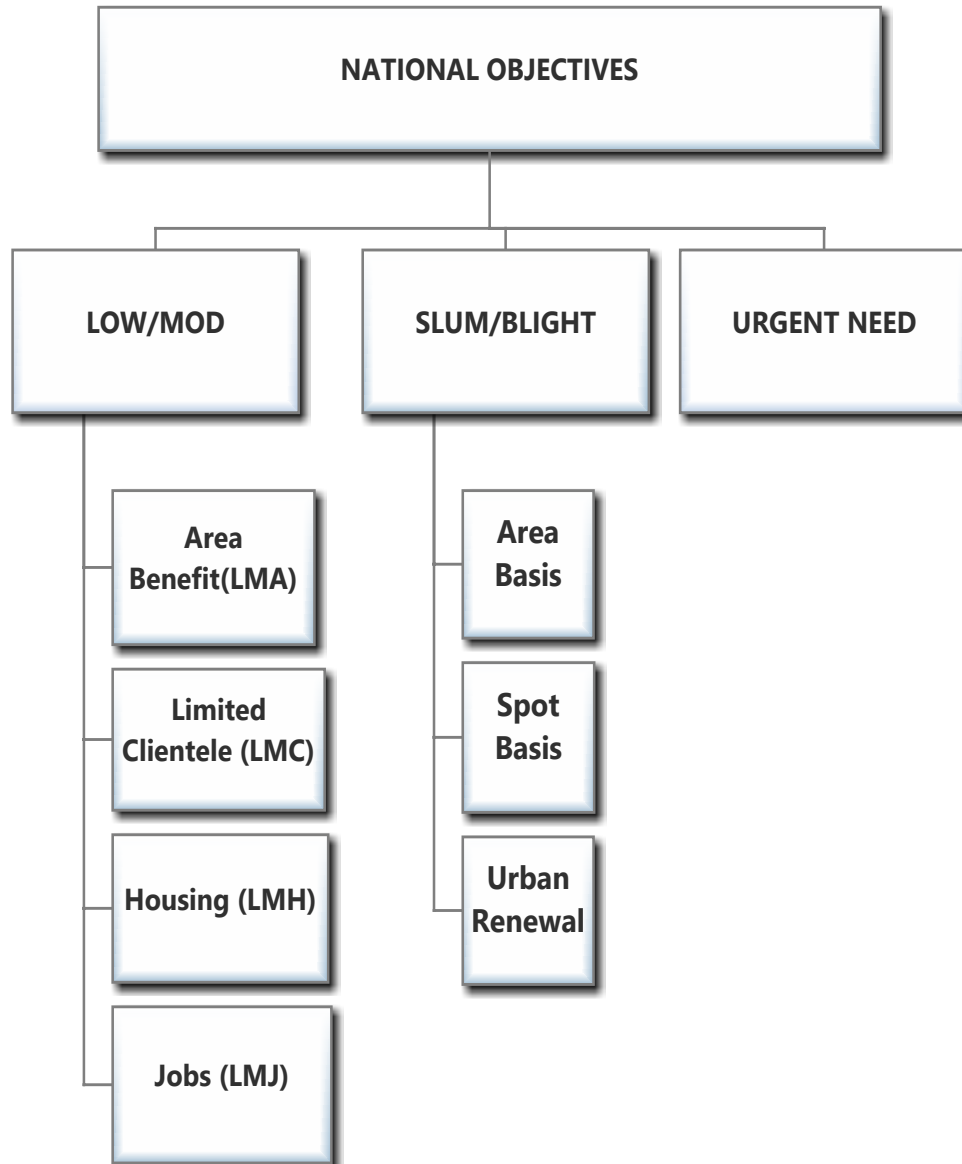 NATIONAL OBJECTIVES
LOW/MOD
SLUM/BLIGHT
URGENT NEED
Area
Benefit(LMA)
Limited
Clientele (LMC)
Housing (LMH)
Jobs (LMJ)
Area
Basis
Spot
Basis
Urban
Renewal